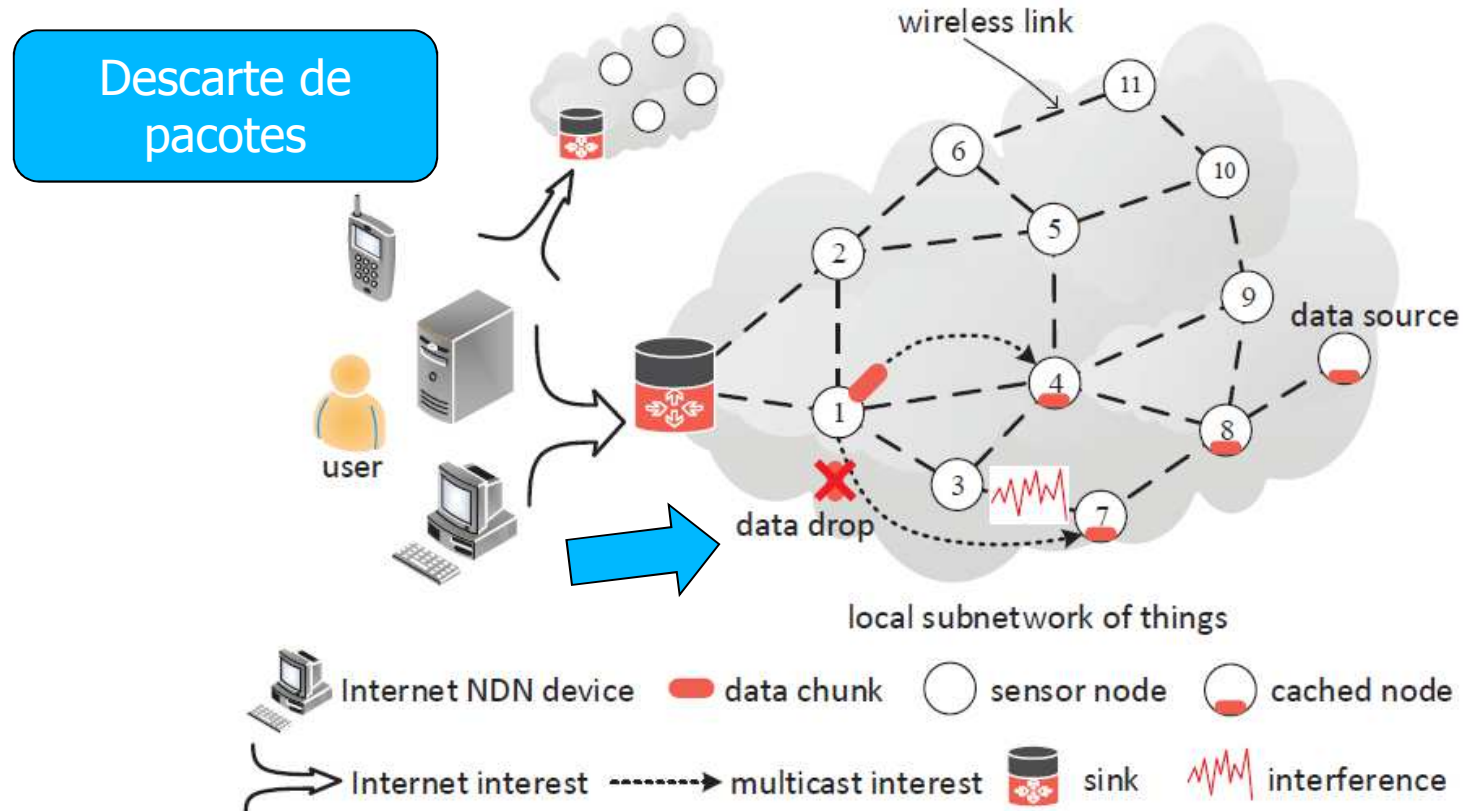 Descarte de
pacotes
wireless link
11
6
10
5
2
9
data source
4
1
8
user
3
7
data drop
local subnetwork of things
Internet NDN device
data chunk
sensor node
cached node
Internet interest
multicast interest
sink
interference